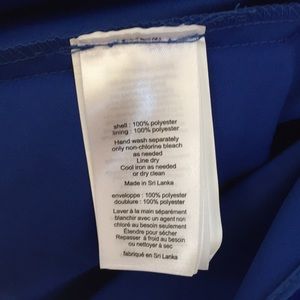 shell : 100% polyester
lining : 100% polyester
Hand wash separately
only non-chlorine bleach
as needed
Line dry
Cool iron as needed
or dry clean
Made in Sri Lanka
enveloppe : 100% polyester
doublure : 100% polyester
Laver à la main séparément
blanchir avec un agent non
chloré au besoin
Étendre pour sécher
Repasser à froid au besoin
ou nettoyer à sec
fabriqué en Sri Lanka